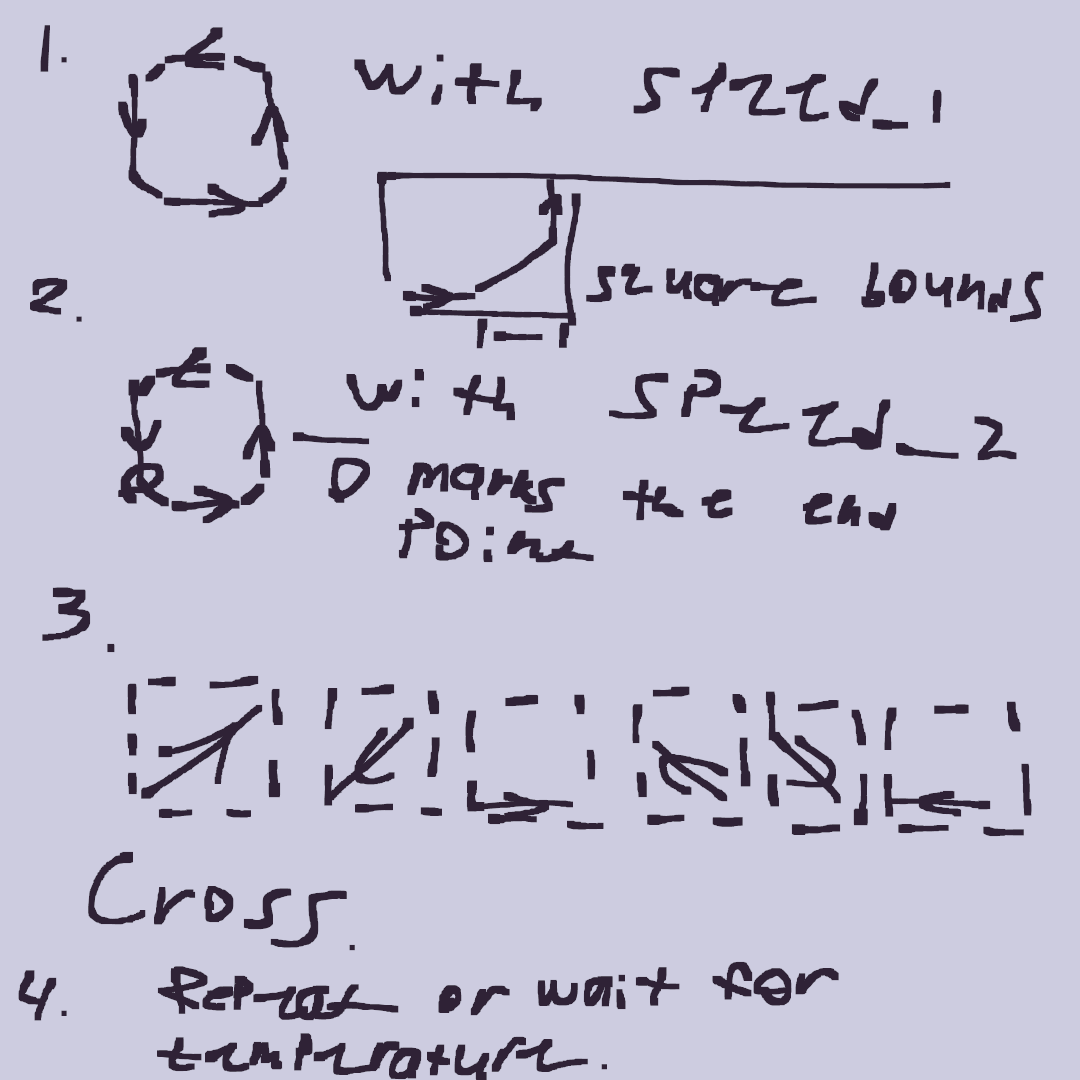 1. with speed_1
square bounds
2.
with speed_2
O marks the end
point
3.
Cross.
4. Repeat or wait for
temperature.